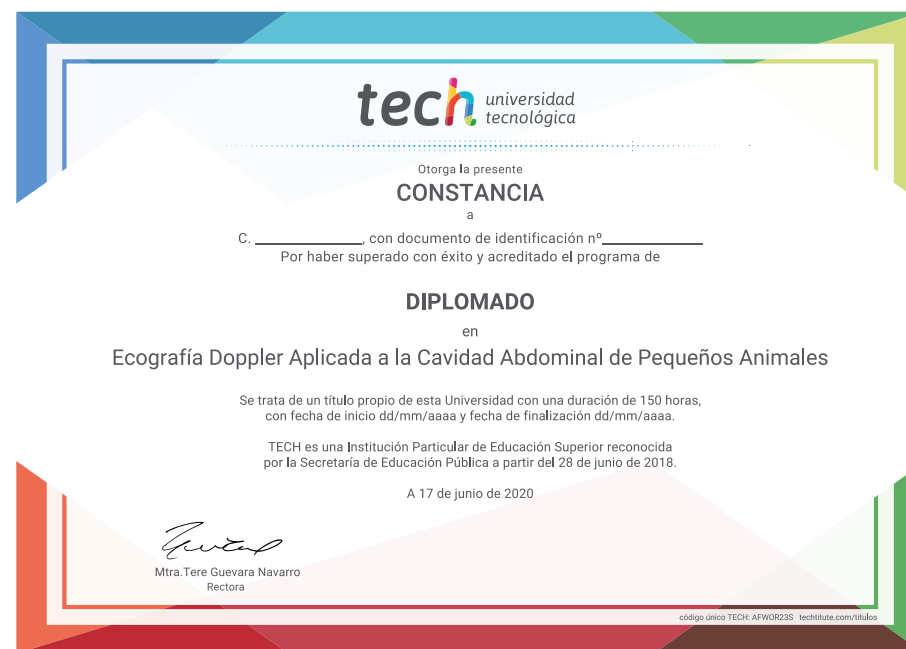 tech universidad
tecnológica
Otorga la presente
CONSTANCIA
a
C. ______________, con documento de identificación nº_____________
Por haber superado con éxito y acreditado el programa de
DIPLOMADO
en
Ecografía Doppler Aplicada a la Cavidad Abdominal de Pequeños Animales
Se trata de un título propio de esta Universidad con una duración de 150 horas,
con fecha de inicio dd/mm/aaaa y fecha de finalización dd/mm/aaaa.
TECH es una Institución Particular de Educación Superior reconocida
por la Secretaría de Educación Pública a partir del 28 de junio de 2018.
A 17 de junio de 2020
Mtra.Tere Guevara Navarro
Rectora
código único TECH: AFWOR23S techtitute.com/titulos